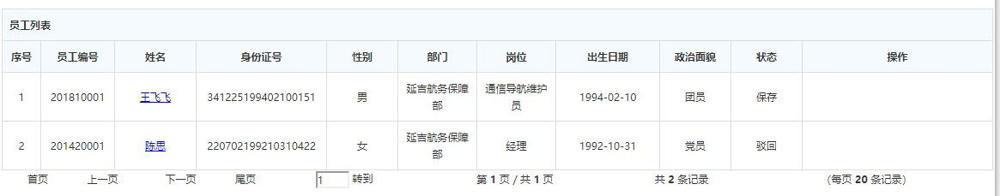 员工列表
序号 员工编号 姓名 身份证号 性别 部门 岗位 出生日期 政治面貌 状态 操作
1 201810001 王飞飞 341225199402100151 男 延吉航务保障部 通信导航维护员 1994-02-10 团员 保存
2 201420001 陈思 220702199210310422 女 延吉航务保障部 经理 1992-10-31 党员 驳回
首页 上一页 下一页 尾页 1 转到 第 1 页 / 共 1 页 共 2 条记录 (每页 20 条记录)